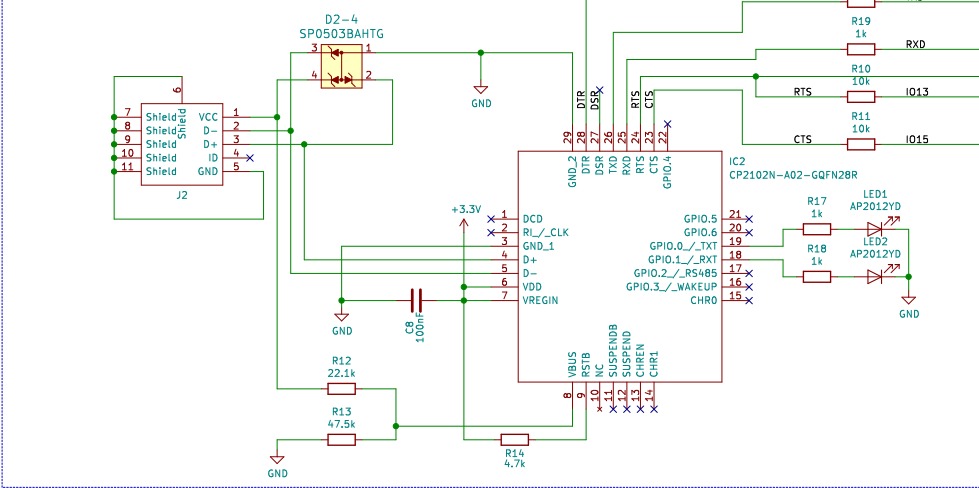 D2-4
SP0503BAHTG
3
1
4
2
GND
6
Shield
7
Shield
VCC
1
8
Shield
D-
2
9
Shield
D+
3
10
Shield
ID
4
11
Shield
GND
5
J2
R19
1k
RXD
R10
10k
RTS
IO13
R11
10k
CTS
IO15
DTR
DSR
RTS
CTS
29
28
27
26
25
24
23
22
GND_2
DTR
DSR
TXD
RXD
RTS
CTS
GPIO.4
IC2
CP2102N-A02-GQFN28R
+3.3V
1
DCD
2
RI_/_CLK
3
GND_1
4
D+
5
D-
6
VDD
7
VREGIN
GPIO.5
21
GPIO.6
20
GPIO.0_/_TXT
19
GPIO.1_/_RXT
18
GPIO.2_/_RS485
17
GPIO.3_/_WAKEUP
16
CHR0
15
R17
1k
LED1
AP2012YD
R18
1k
LED2
AP2012YD
GND
GND
C8
100nF
VBUS
RSTB
NC
SUSPENDB
SUSPEND
CHREN
CHR1
8
9
10
11
12
13
14
R12
22.1k
R13
47.5k
GND
R14
4.7k